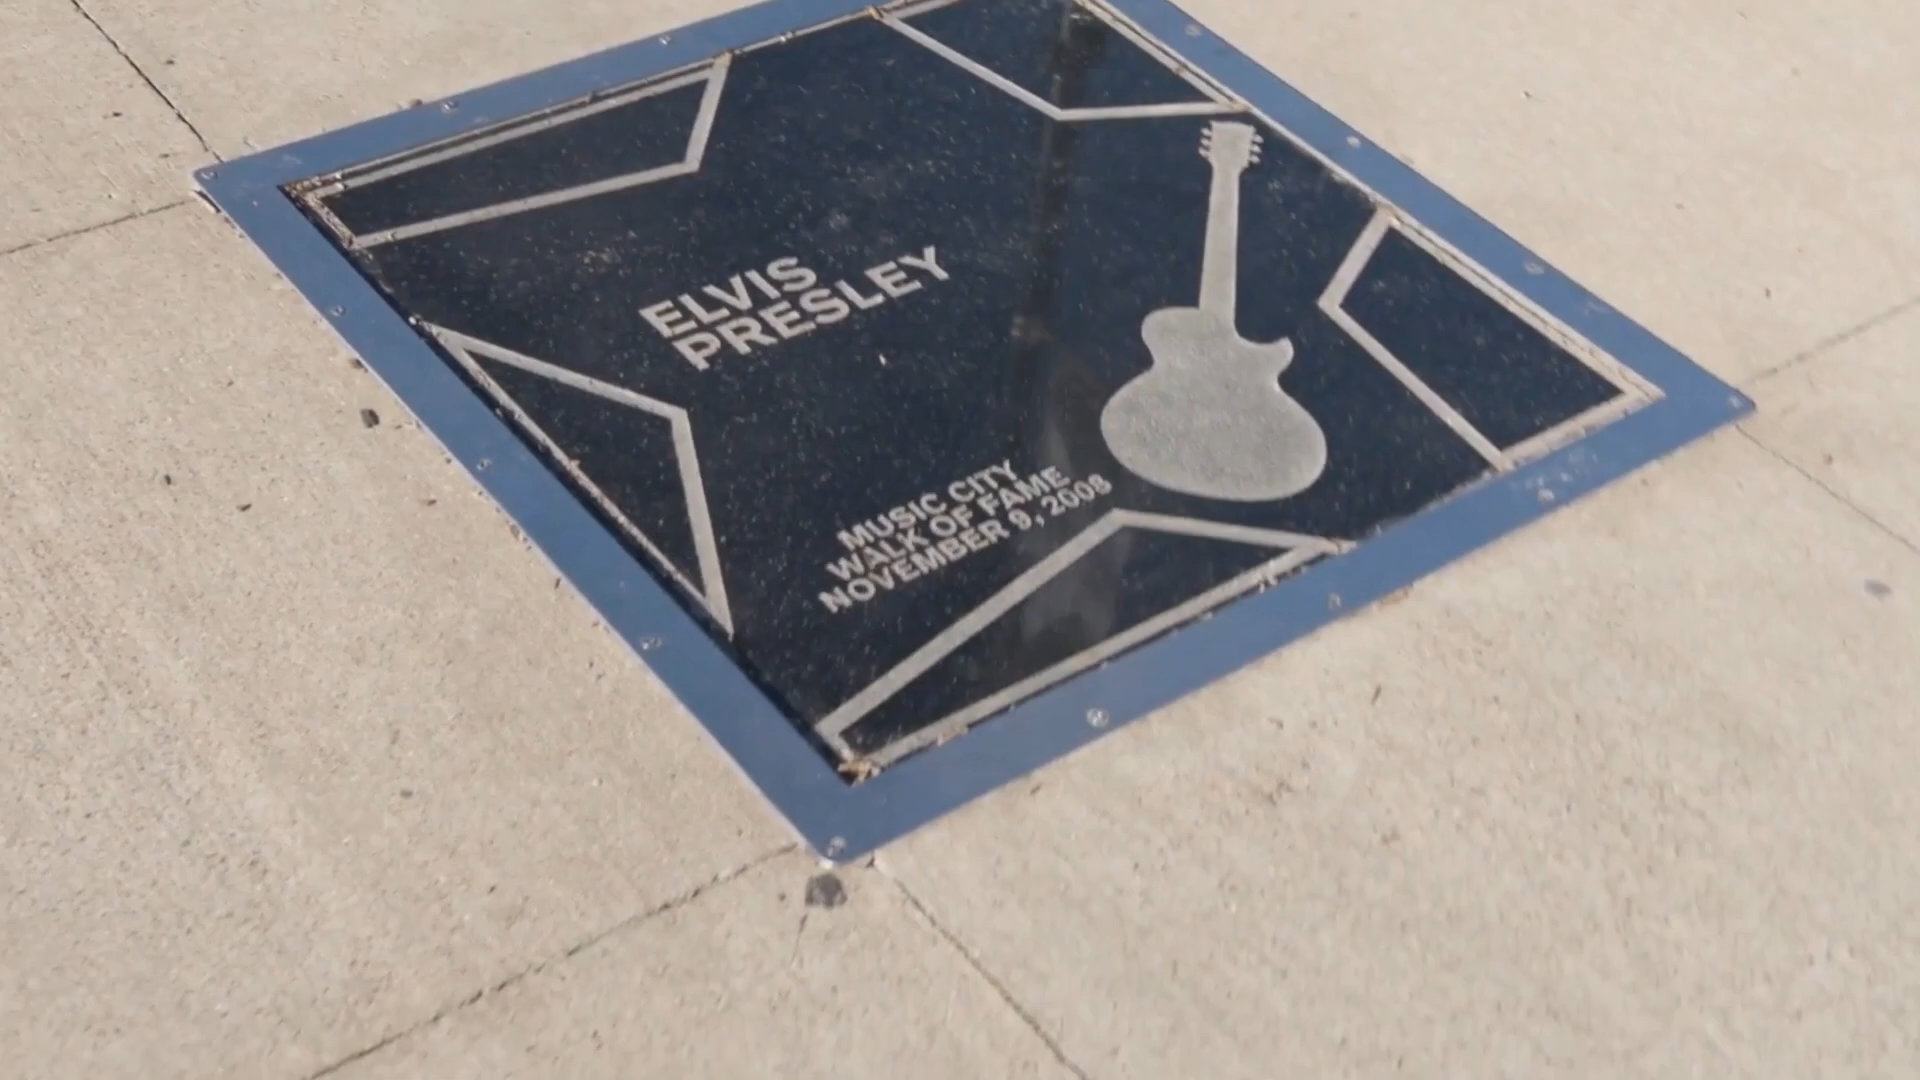 ELVIS
PRESLEY
MUSIC CITY
WALK OF FAME
NOVEMBER 9, 2008